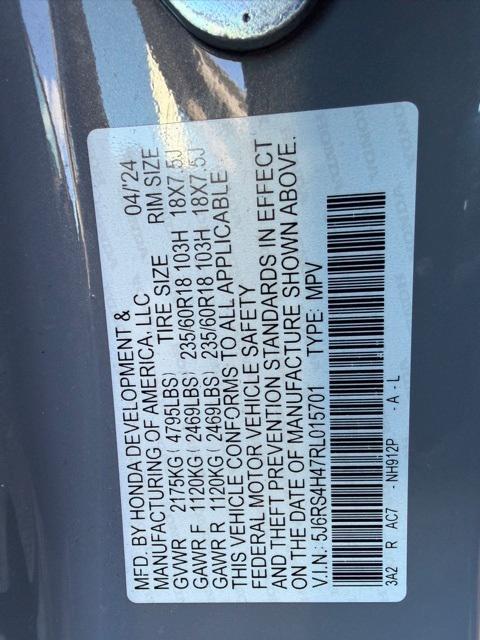 MFD. BY HONDA DEVELOPMENT & 04/'24
MANUFACTURING OF AMERICA, LLC
TIRE SIZE RIM SIZE
GVWR 2175KG ( 4795LBS)
GAWR F 1120KG ( 2469LBS) 235/60R18 103H 18X7.5J
GAWR R 1120KG ( 2469LBS) 235/60R18 103H 18X7.5J
THIS VEHICLE CONFORMS TO ALL APPLICABLE
FEDERAL MOTOR VEHICLE SAFETY
AND THEFT PREVENTION STANDARDS IN EFFECT
ON THE DATE OF MANUFACTURE SHOWN ABOVE.
V.I.N.: 5J6RS4H47RL015701 TYPE: MPV
3A2 R AC7 - NH912P - A - L